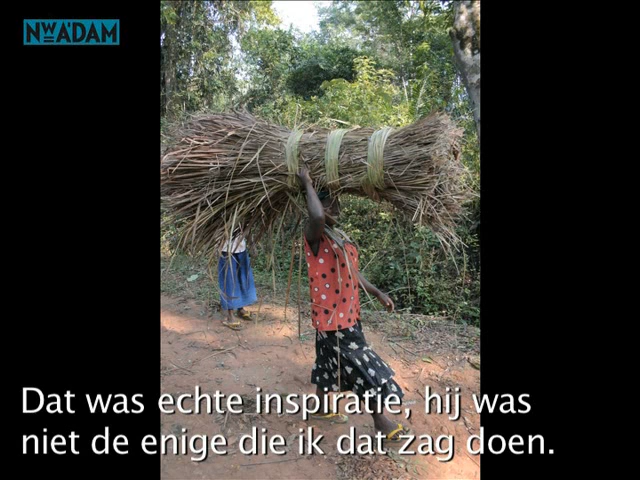 NWADAM
Dat was echte inspiratie, hij was
niet de enige die ik dat zag doen.